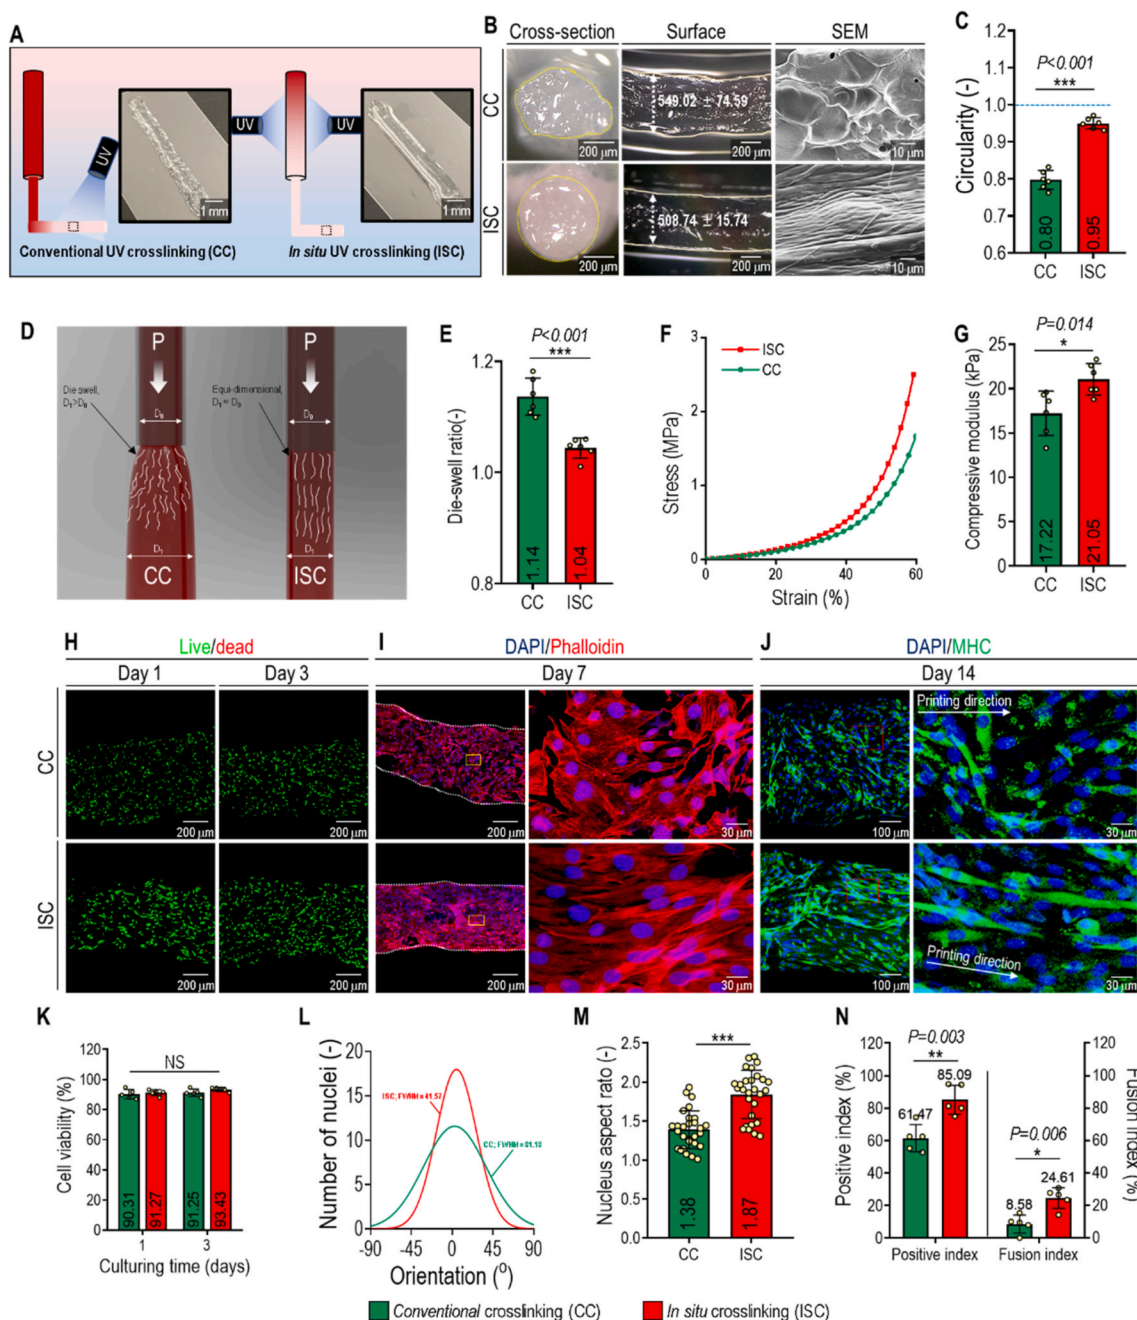 A
UV
UV
UV
1 mm
1 mm
Conventional UV crosslinking (CC)
In situ UV crosslinking (ISC)
B
Cross-section
Surface
SEM
CC
549.02 ± 74.59
200 μm
200 μm
10 μm
ISC
508.74 ± 15.74
200 μm
200 μm
10 μm
C
P<0.001
***
Circularity (-)
1.2
1.1
1.0
0.9
0.8
0.7
0.6
0.80
0.95
CC
ISC
D
P
P
Die swell,
D₁>D₀
Equi-dimensional,
D₁ = D₀
D₀
D₀
D₁
D₁
CC
ISC
E
P<0.001
***
Die-swell ratio(-)
1.2
1.0
0.8
1.14
1.04
CC
ISC
F
ISC
CC
Stress (MPa)
3
2
1
0
0
20
40
60
Strain (%)
G
P=0.014
*
Compressive modulus (kPa)
25
20
15
10
5
0
17.22
21.05
CC
ISC
H
Live/dead
Day 1
Day 3
CC
200 μm
200 μm
ISC
200 μm
200 μm
I
DAPI/Phalloidin
Day 7
200 μm
30 μm
200 μm
30 μm
J
DAPI/MHC
Day 14
Printing direction
100 μm
30 μm
Printing direction
100 μm
30 μm
K
NS
Cell viability (%)
120
100
80
60
40
20
0
90.31
91.27
91.25
93.43
1
3
Culturing time (days)
L
Number of nuclei (-)
20
15
10
5
0
ISC; FWHM = 41.57
-90
-45
0
45
90
Orientation (°)
M
***
Nucleus aspect rato (-)
2.5
2.0
1.5
1.0
0.5
0
1.38
1.87
CC
ISC
N
P=0.003
**
85.09
61.47
P=0.006
*
24.61
8.58
Positive index (%)
120
100
80
60
40
20
0
120
100
80
60
40
20
0
Fusion index (%)
Positive index
Fusion index
Conventional crosslinking (CC)
In situ crosslinking (ISC)